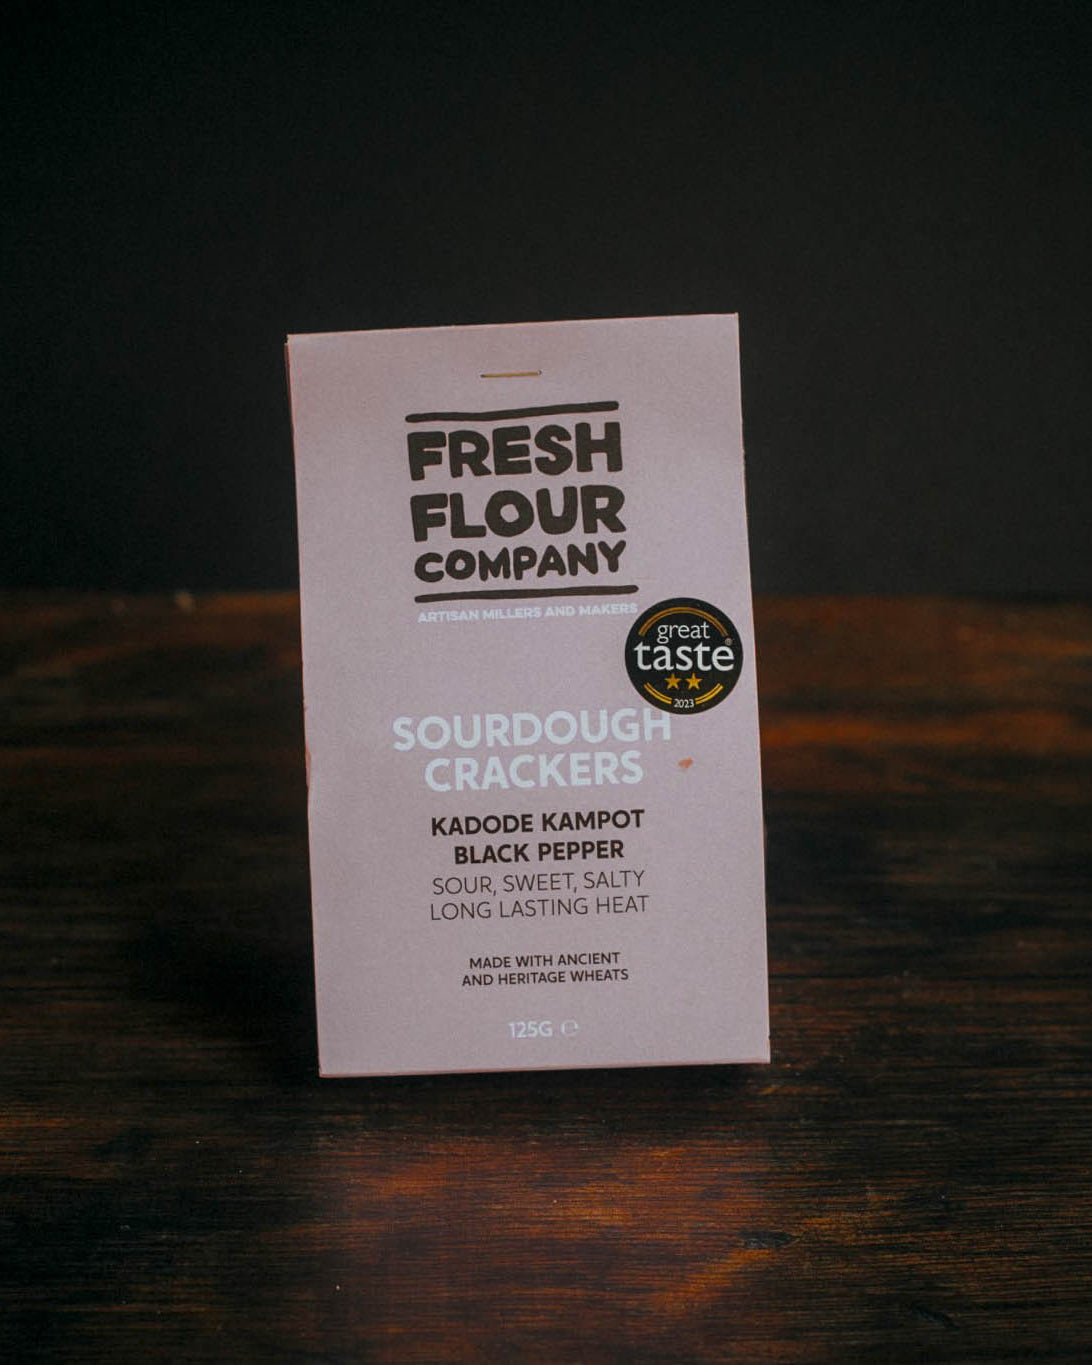 FRESH
FLOUR
COMPANY
ARTISAN MILLERS AND MAKERS
great
taste®
2023
SOURDOUGH
CRACKERS
KADODE KAMPOT
BLACK PEPPER
SOUR, SWEET, SALTY
LONG LASTING HEAT
MADE WITH ANCIENT
AND HERITAGE WHEATS
125G ℮